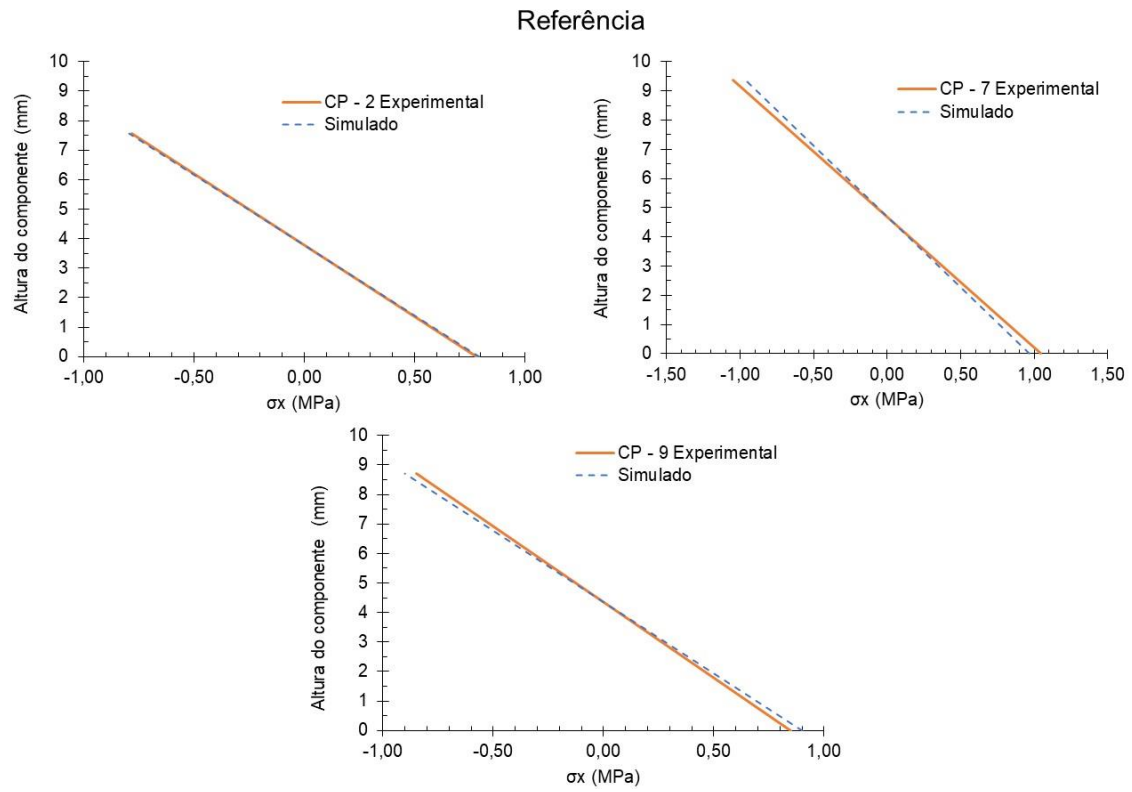 Referência
10
9
8
7
6
5
4
3
2
1
0
Altura do componente (mm)
CP - 2 Experimental
Simulado
-1,00 -0,50 0,00 0,50 1,00
σx (MPa)
10
9
8
7
6
5
4
3
2
1
0
Altura do componente (mm)
CP - 7 Experimental
Simulado
-1,50 -1,00 -0,50 0,00 0,50 1,00 1,50
σx (MPa)
10
9
8
7
6
5
4
3
2
1
0
Altura do componente (mm)
CP - 9 Experimental
Simulado
-1,00 -0,50 0,00 0,50 1,00
σx (MPa)